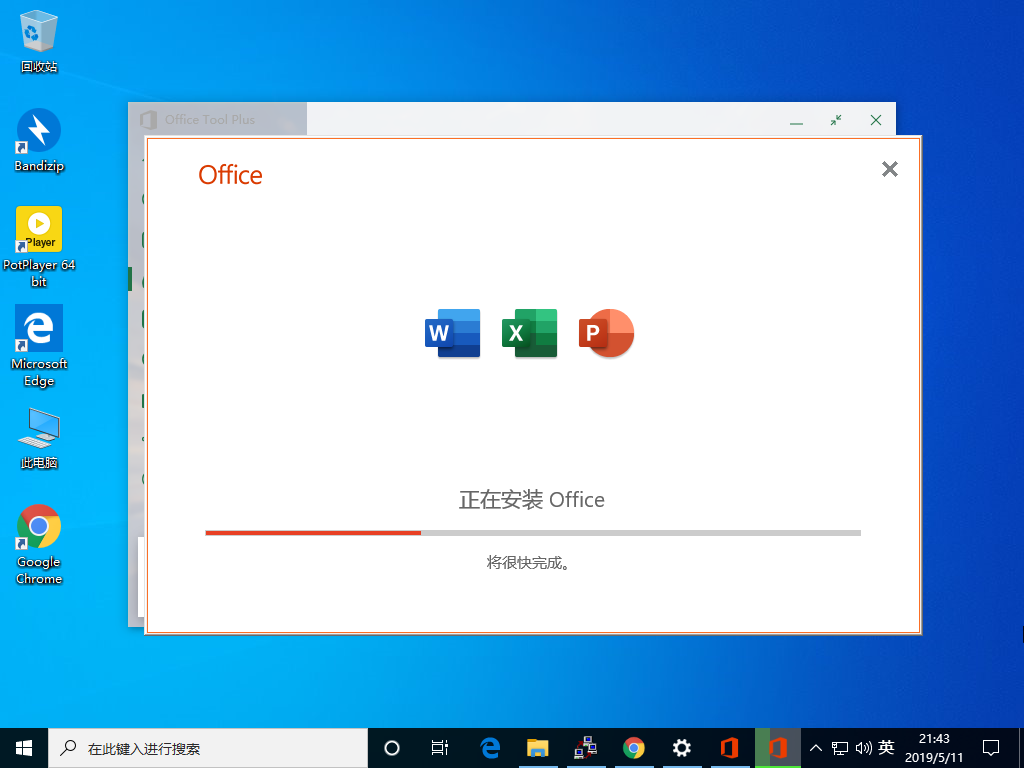 回收站
Bandizip
Player
PotPlayer 64
bit
Microsoft
Edge
此电脑
Google
Chrome
Office Tool Plus
Office
W
X
P
正在安装 Office
将很快完成。
在此键入进行搜索
英
21:43
2019/5/11